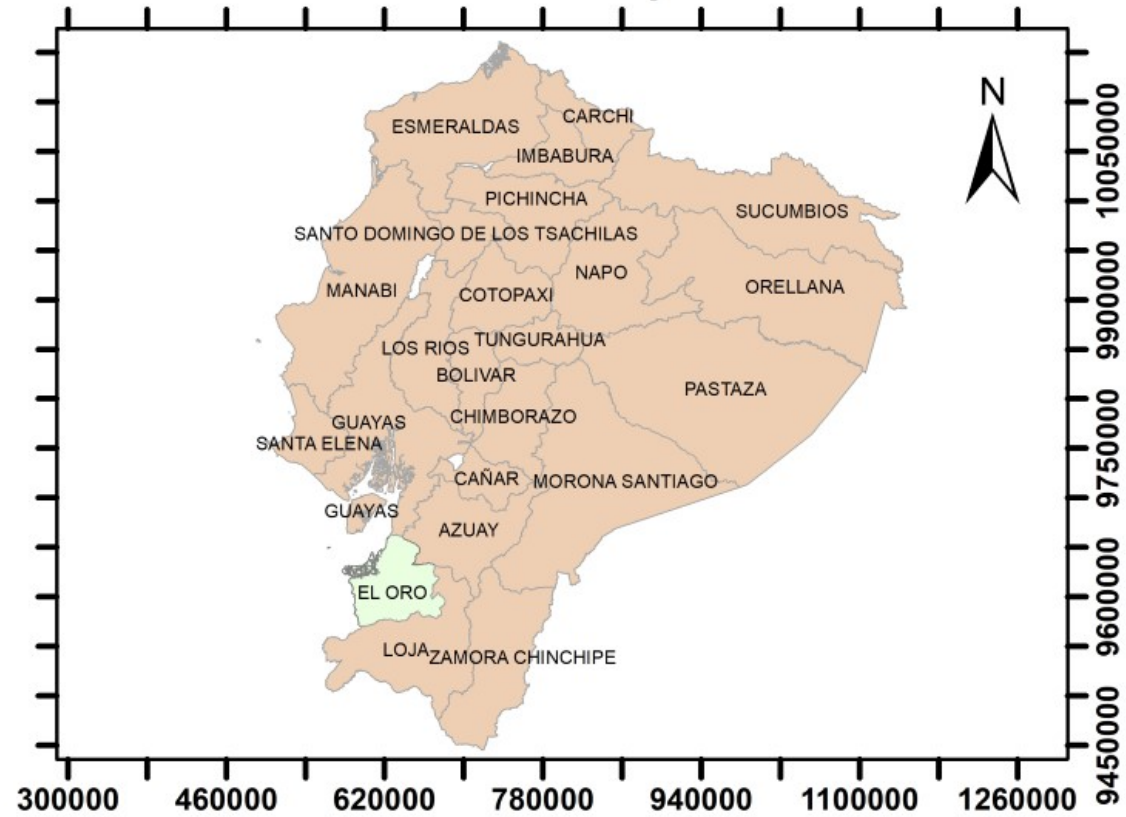 N
CARCHI
ESMERALDAS
IMBABURA
PICHINCHA
SUCUMBIOS
SANTO DOMINGO DE LOS TSACHILAS
NAPO
MANABI
COTOPAXI
ORELLANA
TUNGURAHUA
LOS RIOS
BOLIVAR
PASTAZA
CHIMBORAZO
GUAYAS
SANTA ELENA
CAÑAR
MORONA SANTIAGO
GUAYAS
AZUAY
EL ORO
LOJA
ZAMORA CHINCHIPE
10050000
9900000
9750000
9600000
9450000
300000 460000 620000 780000 940000 1100000 1260000